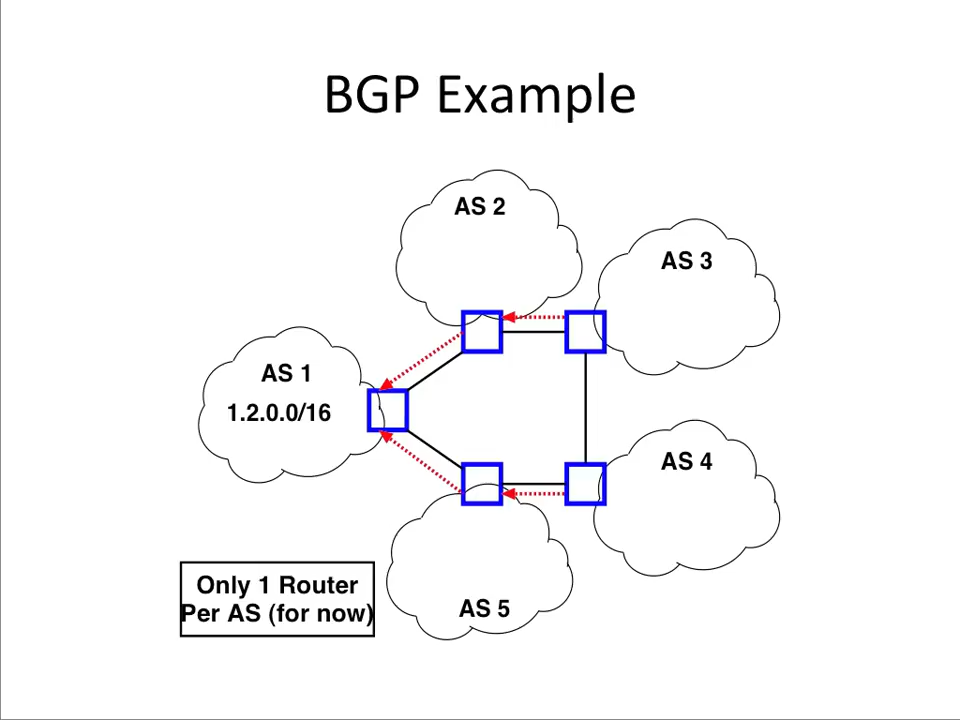 BGP Example
AS 2
AS 3
AS 1
1.2.0.0/16
AS 4
Only 1 Router
Per AS (for now)
AS 5